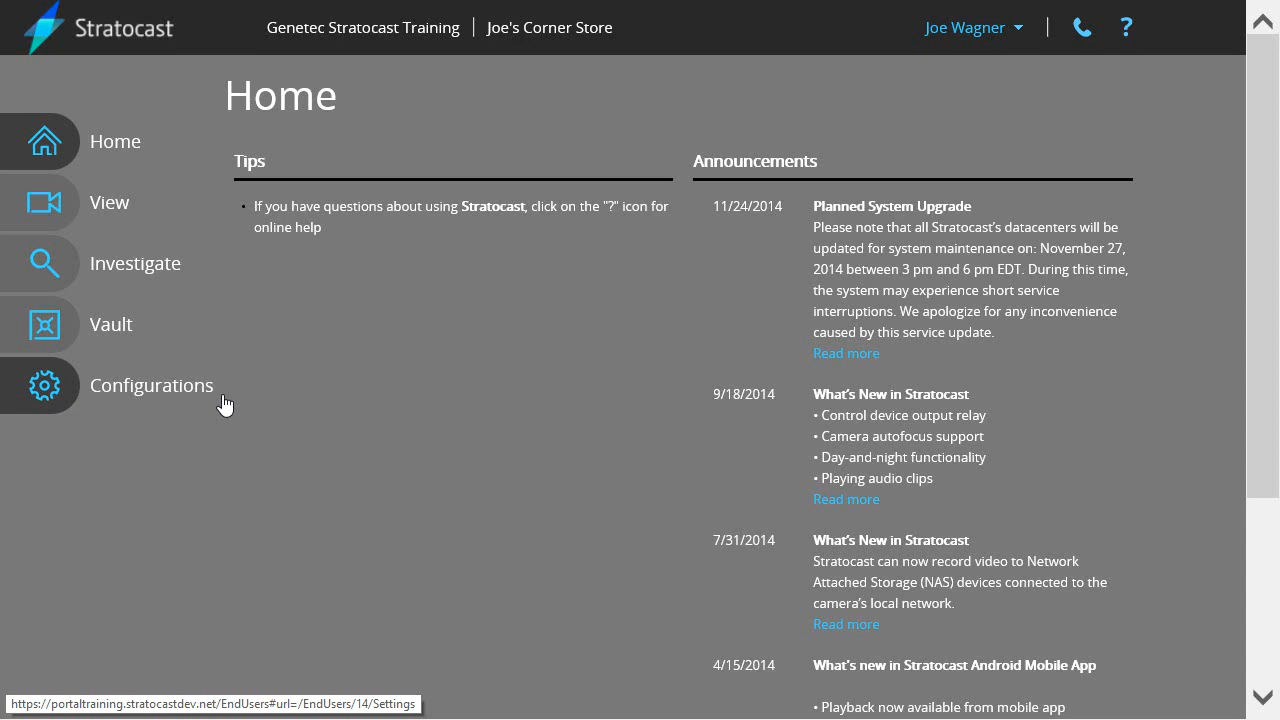 Stratocast
Genetec Stratocast Training
Joe's Corner Store
Joe Wagner
?
Home
Home
View
Investigate
Vault
Configurations
Tips
• If you have questions about using Stratocast, click on the "?" icon for
online help
Announcements
11/24/2014
Planned System Upgrade
Please note that all Stratocast's datacenters will be
updated for system maintenance on: November 27,
2014 between 3 pm and 6 pm EDT. During this time,
the system may experience short service
interruptions. We apologize for any inconvenience
caused by this service update.
Read more
9/18/2014
What's New in Stratocast
• Control device output relay
• Camera autofocus support
• Day-and-night functionality
• Playing audio clips
Read more
7/31/2014
What's New in Stratocast
Stratocast can now record video to Network
Attached Storage (NAS) devices connected to the
camera's local network.
Read more
4/15/2014
What's new in Stratocast Android Mobile App
• Playback now available from mobile app
https://portaltraining.stratocastdev.net/EndUsers#url=/EndUsers/14/Settings